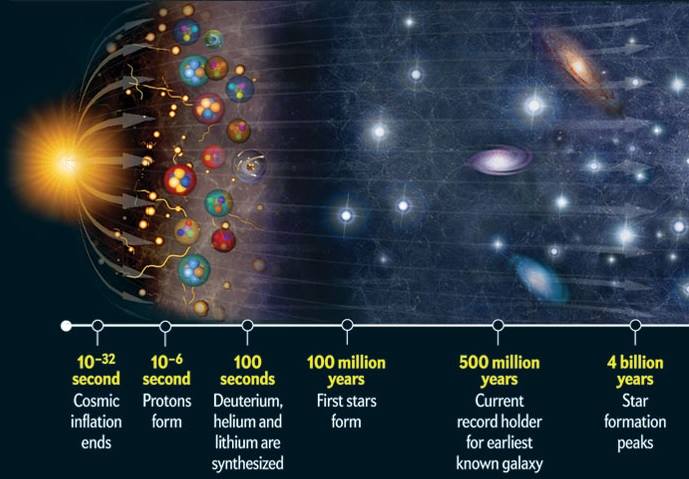 10⁻³²
second
Cosmic
inflation
ends
10⁻⁶
second
Protons
form
100
seconds
Deuterium,
helium and
lithium are
synthesized
100 million
years
First stars
form
500 million
years
Current
record holder
for earliest
known galaxy
4 billion
years
Star
formation
peaks